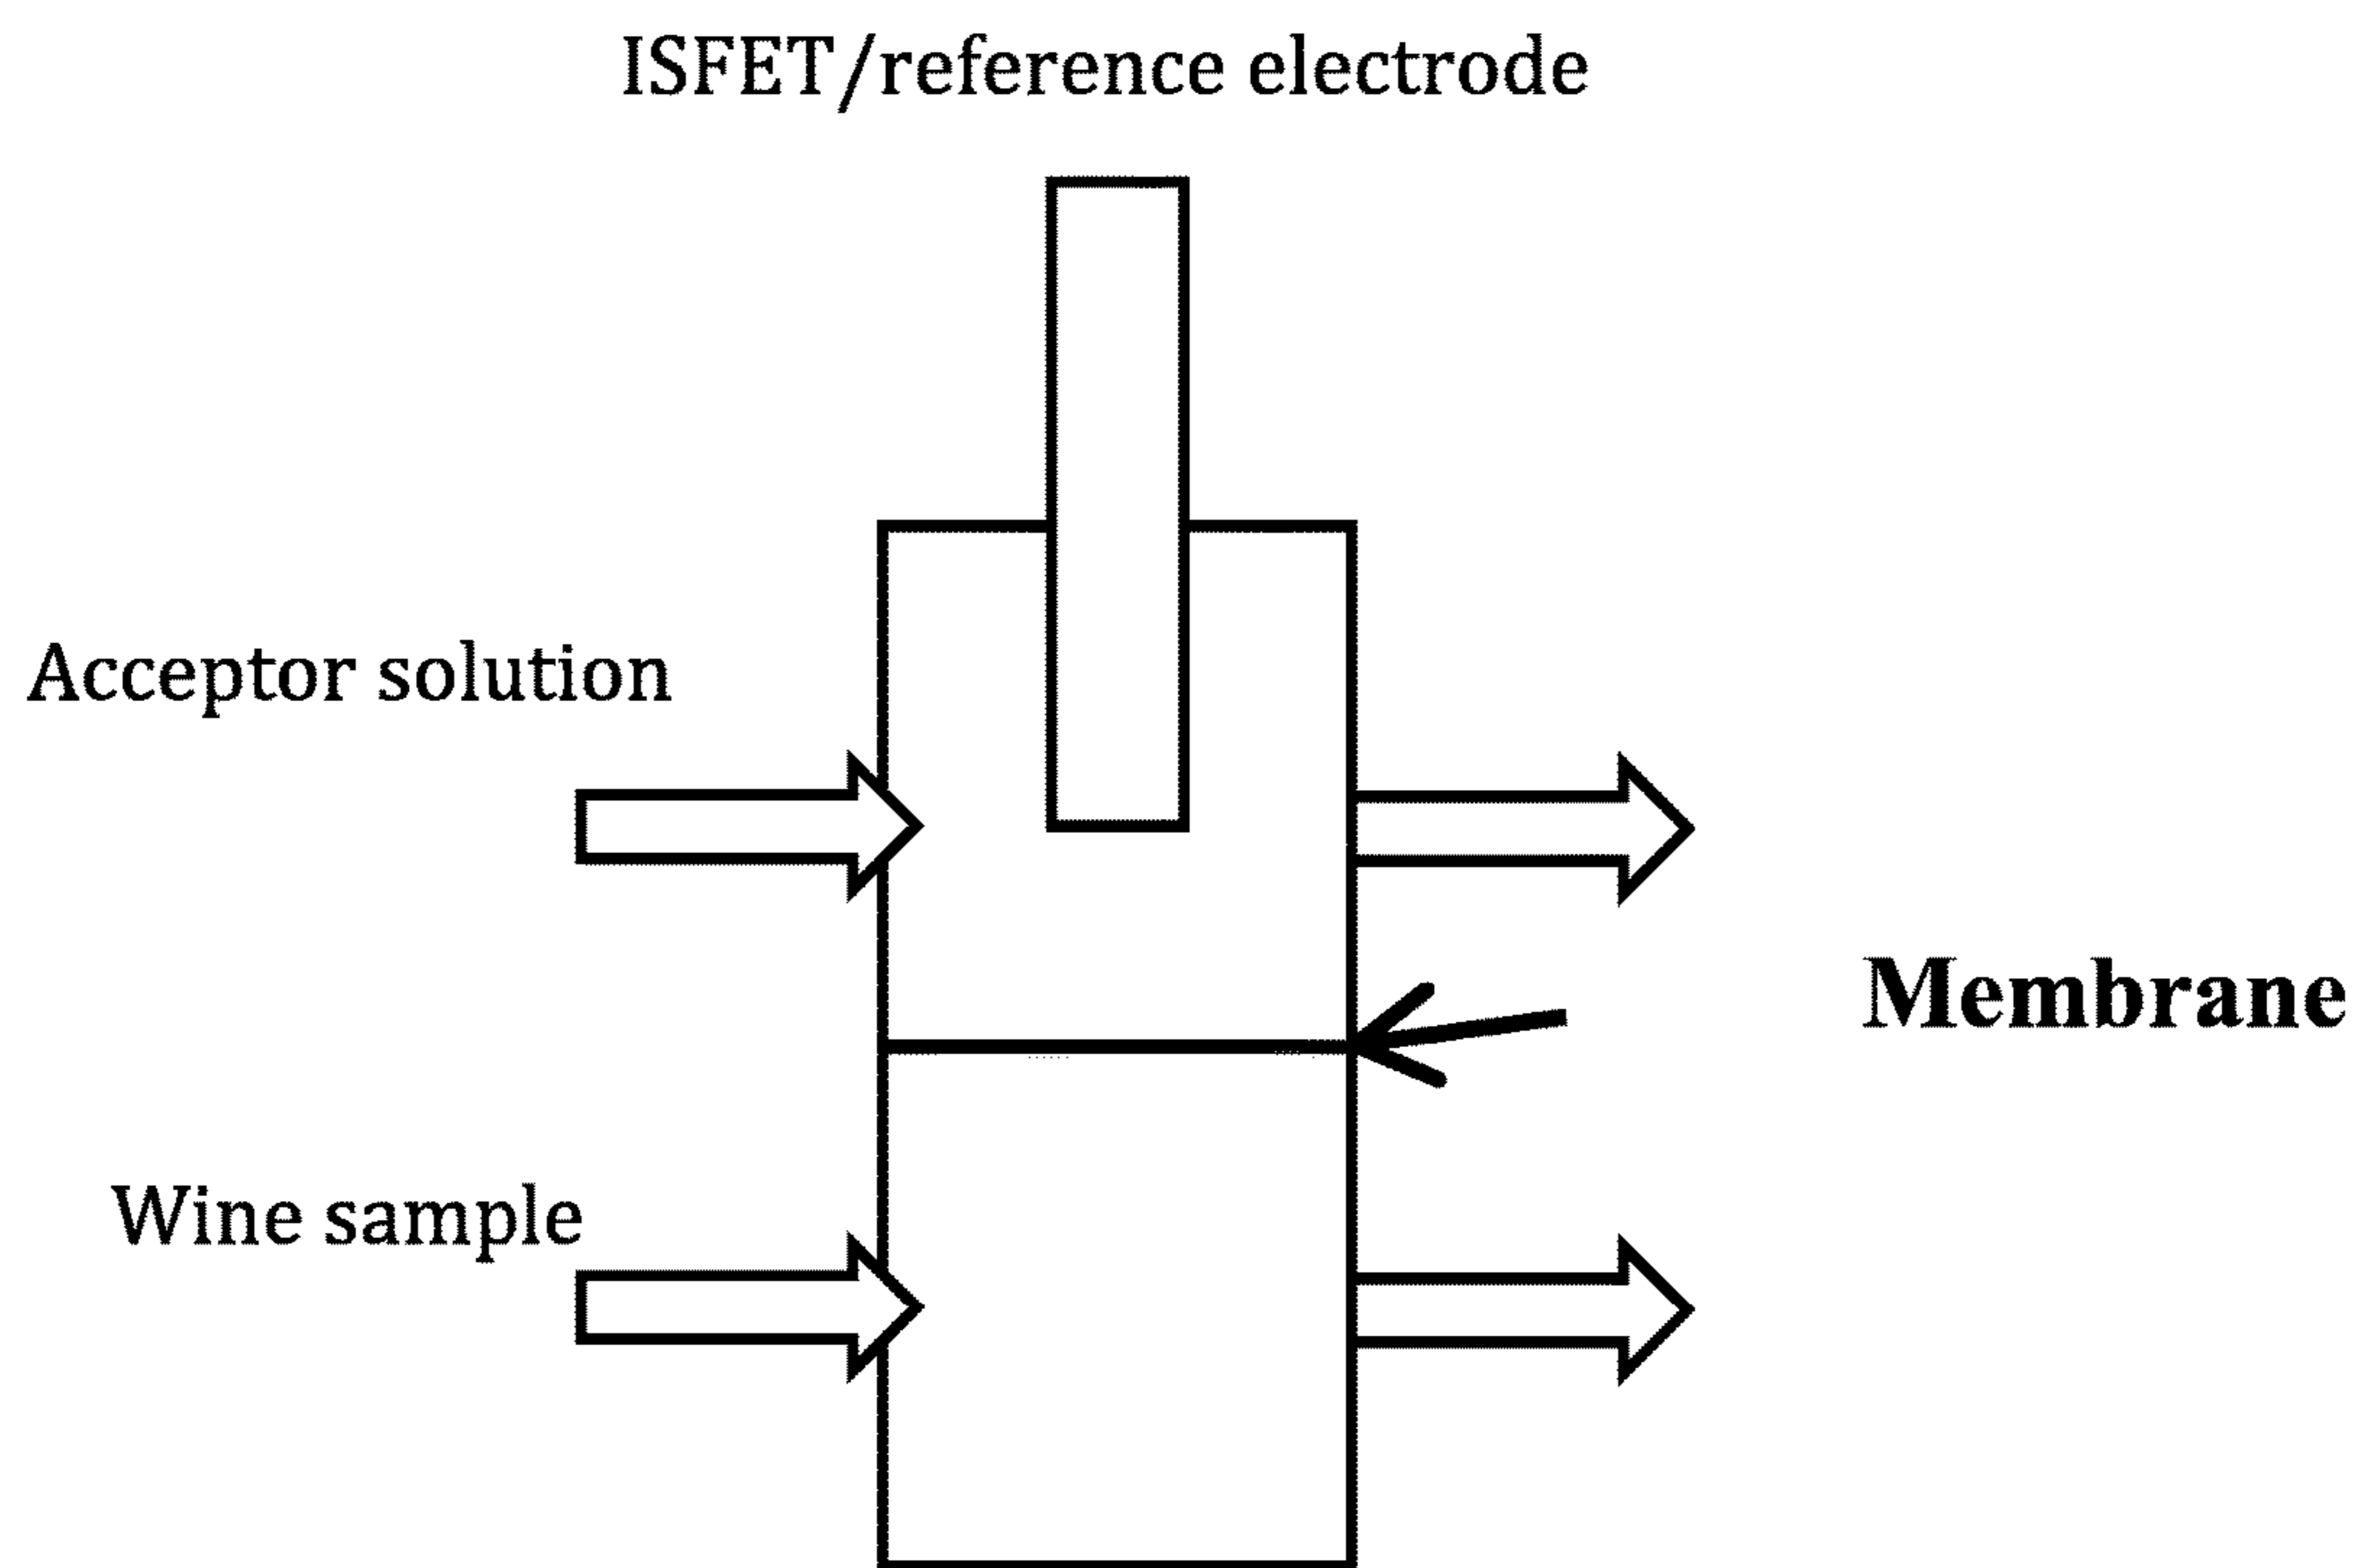 ISFET/reference electrode
Acceptor solution
Membrane
Wine sample